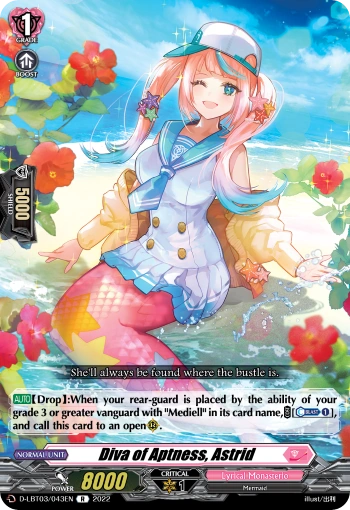 1
GRADE
BOOST
5000
SHIELD
She'll always be found where the bustle is.
AUTO【Drop】:When your rear-guard is placed by the ability of your
grade 3 or greater vanguard with "Mediell" in its card name,
BLAST 1
and call this card to an open
NORMAL UNIT
Diva of Aptness, Astrid
POWER 8000
CRITICAL
1
Lyrical Monasterio
Mermaid
D-LBT03/043EN R 2022
illust/出利